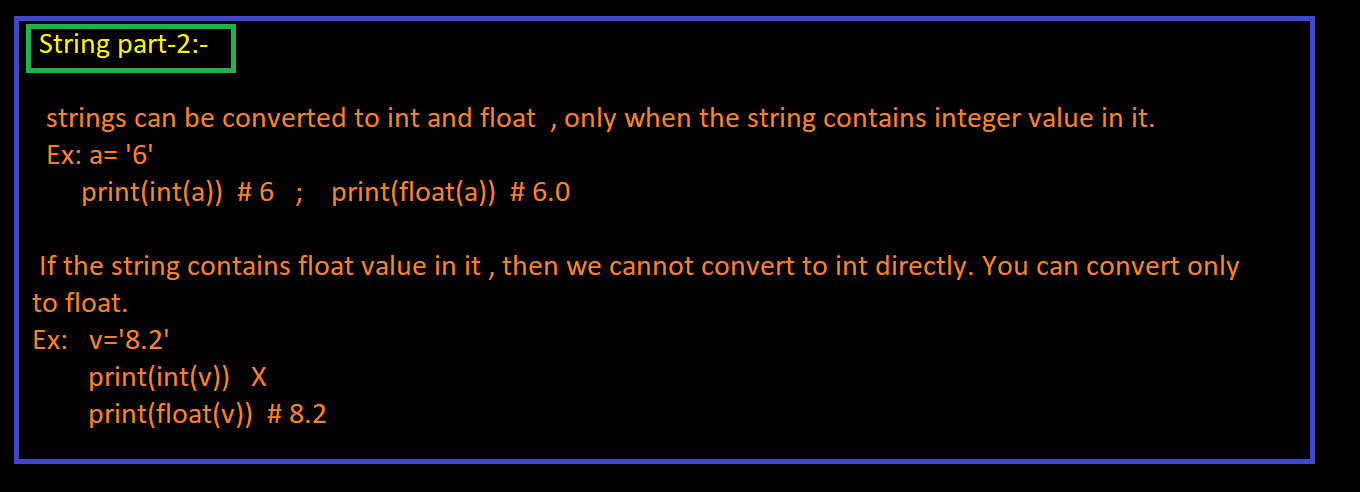 String part-2:-
strings can be converted to int and float , only when the string contains integer value in it.
Ex: a= '6'
print(int(a)) # 6 ; print(float(a)) # 6.0
If the string contains float value in it , then we cannot convert to int directly. You can convert only
to float.
Ex: v='8.2'
print(int(v)) X
print(float(v)) # 8.2